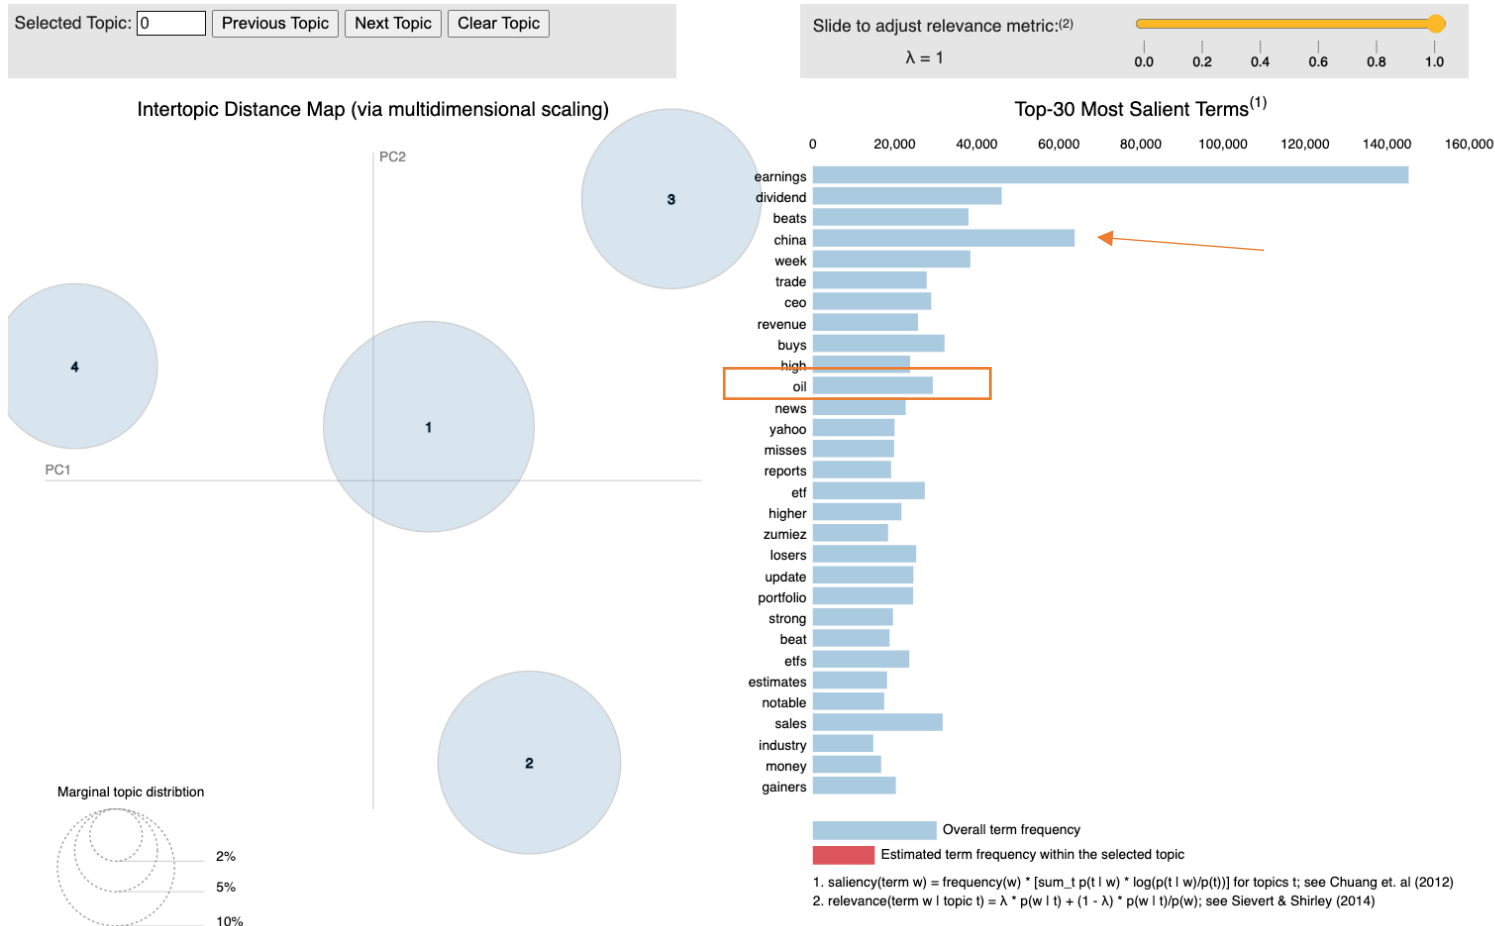 Selected Topic: 0 Previous Topic Next Topic Clear Topic
Slide to adjust relevance metric:(2)
λ = 1
0.0 0.2 0.4 0.6 0.8 1.0
Intertopic Distance Map (via multidimensional scaling)
PC2
PC1
3
4
1
2
Marginal topic distribtion
2%
5%
10%
Top-30 Most Salient Terms(1)
0 20,000 40,000 60,000 80,000 100,000 120,000 140,000 160,000
earnings
dividend
beats
china
week
trade
ceo
revenue
buys
high
oil
news
yahoo
misses
reports
etf
higher
zumiez
losers
update
portfolio
strong
beat
etfs
estimates
notable
sales
industry
money
gainers
Overall term frequency
Estimated term frequency within the selected topic
1. saliency(term w) = frequency(w) * [sum_t p(t | w) * log(p(t | w)/p(t))] for topics t; see Chuang et. al (2012)
2. relevance(term w | topic t) = λ * p(w | t) + (1 - λ) * p(w | t)/p(w); see Sievert & Shirley (2014)